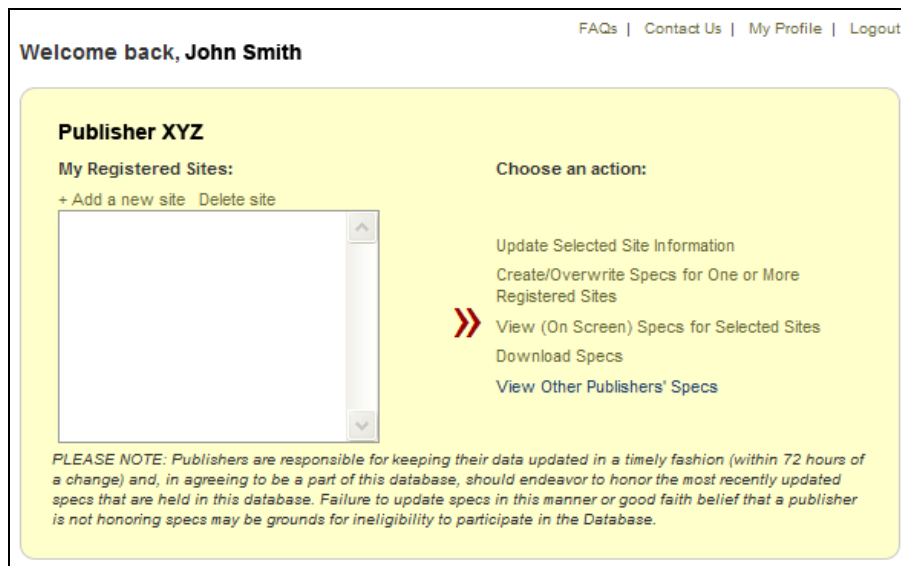 FAQs | Contact Us | My Profile | Logout
Welcome back, John Smith
Publisher XYZ
My Registered Sites:
+ Add a new site Delete site
Choose an action:
Update Selected Site Information
Create/Overwrite Specs for One or More
Registered Sites
View (On Screen) Specs for Selected Sites
Download Specs
View Other Publishers' Specs
PLEASE NOTE: Publishers are responsible for keeping their data updated in a timely fashion (within 72 hours of
a change) and, in agreeing to be a part of this database, should endeavor to honor the most recently updated
specs that are held in this database. Failure to update specs in this manner or good faith belief that a publisher
is not honoring specs may be grounds for ineligibility to participate in the Database.